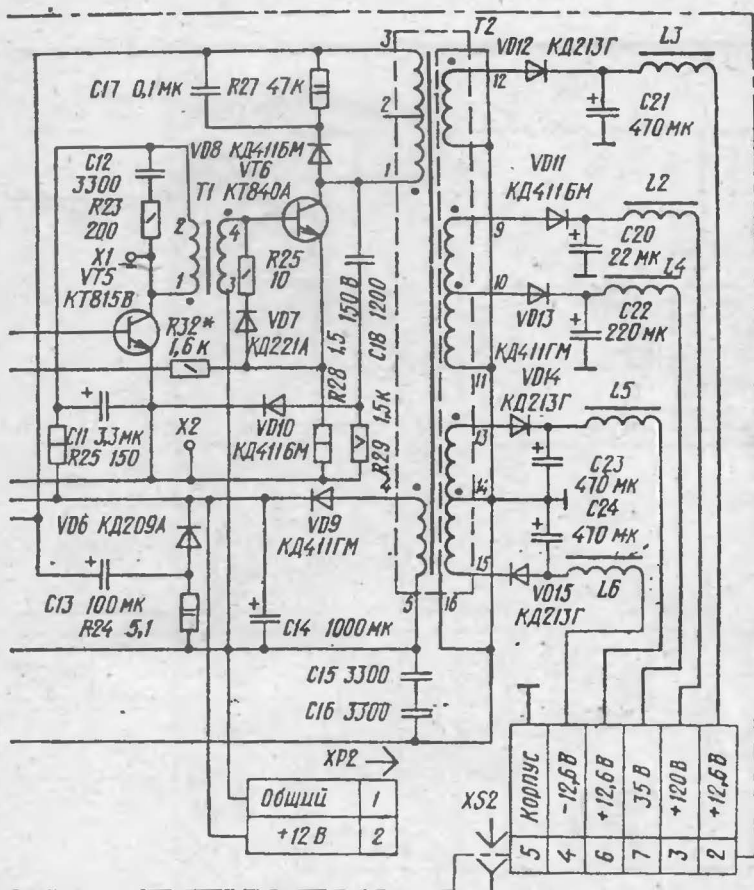 3
T2
VD12 КД213Г
L3
C17 0,1мк
R27 47к
12
C21
470 мк
2
VD8 КД411БМ
VT6
T1 КТ840А
C12
3300
R23
200
1
VD11
КД411БМ
L2
2
4
9
C20
22 мк
X1
VT5
КТ815В
1
3
R25
10
150 В
C18 1200
10
L4
VD13
C22
220мк
R32*
1,6 к
VD7
КД221А
R28 1,5
11
КД411ГМ
VD14
КД213Г
L5
C11 3,3мк
R25 150
X2
VD10
КД411БМ
R29 1,5к
13
C23
470 мк
4
14
C24
470 мк
VD6 КД209А
VD9
КД411ГМ
15
VD15
КД213Г
L6
C13 100мк
R24 5,1
C14 1000мк
5
16
C15 3300
C16 3300
XP2
Общий 1
+12 В 2
XS2
Корпус 5
-12,6В 4
+12,6В 6
35 В 7
+120В 3
+12,6В 2